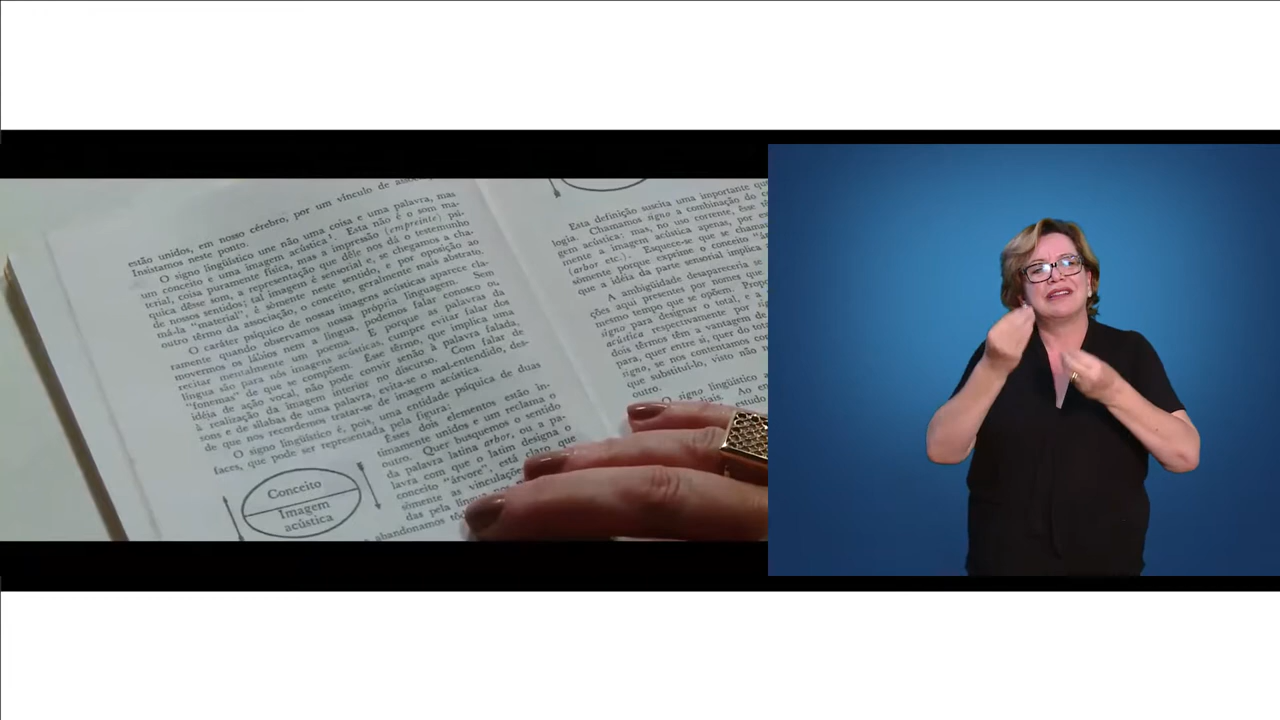 estão unidos, em nosso cérebro, por um vínculo de
Insistamos neste ponto.
O signo lingüístico une não uma coisa e uma palavra, mas
um conceito e uma imagem acústica¹. Esta não é o som ma-
terial, coisa puramente física, mas a impressão (empreinte) psí-
quica dêsse som, a representação que dêle nos dá o testemunho
de nossos sentidos; tal imagem é sensorial e, se chegamos a cha-
má-la "material", é sòmente neste sentido, e por oposição ao
outro têrmo da associação, o conceito, geralmente mais abstrato.
O caráter psíquico de nossas imagens acústicas aparece cla-
ramente quando observamos nossa própria linguagem. Sem
movermos os lábios nem a língua, podemos falar conosco ou
recitar mentalmente um poema. E porque as palavras da
língua são para nós imagens acústicas, cumpre evitar falar dos
"fonemas" de que se compõem. Êsse têrmo, que implica uma
idéia de ação vocal, não pode convir senão à palavra falada,
à realização da imagem interior no discurso. Com falar de
sons e de sílabas de uma palavra, evita-se o mal-entendido, des-
de que nos recordemos tratar-se de imagem acústica.
O signo lingüístico é, pois, uma entidade psíquica de duas
faces, que pode ser representada pela figura:
Conceito
Imagem
acústica
Êsses dois elementos estão in-
timamente unidos e um reclama o
outro. Quer busquemos o sentido
da palavra latina arbor, ou a pa-
lavra com que o latim designa o
conceito "árvore", está claro que
sòmente as vinculações
das pela língua
abandonamos
Esta definição suscita uma importante
logia. Chamamos signo a combinação do
gem acústica: mas, no uso corrente, êsse
mente a imagem acústica apenas, por
(arbor etc.). Esquece-se que se
sòmente porque exprime o conceito
que a idéia da parte sensorial implica
A ambigüidade desapareceria se
ções aqui presentes por nomes que
mesmo tempo que se opõem.
signo para designar o total, e a
acústica respectivamente por
dois têrmos têm a vantagem de
para, quer entre si, quer do
signo, se nos contentamos
que substituí-lo, visto não
outro.
O signo lingüístico
Ao
estudo